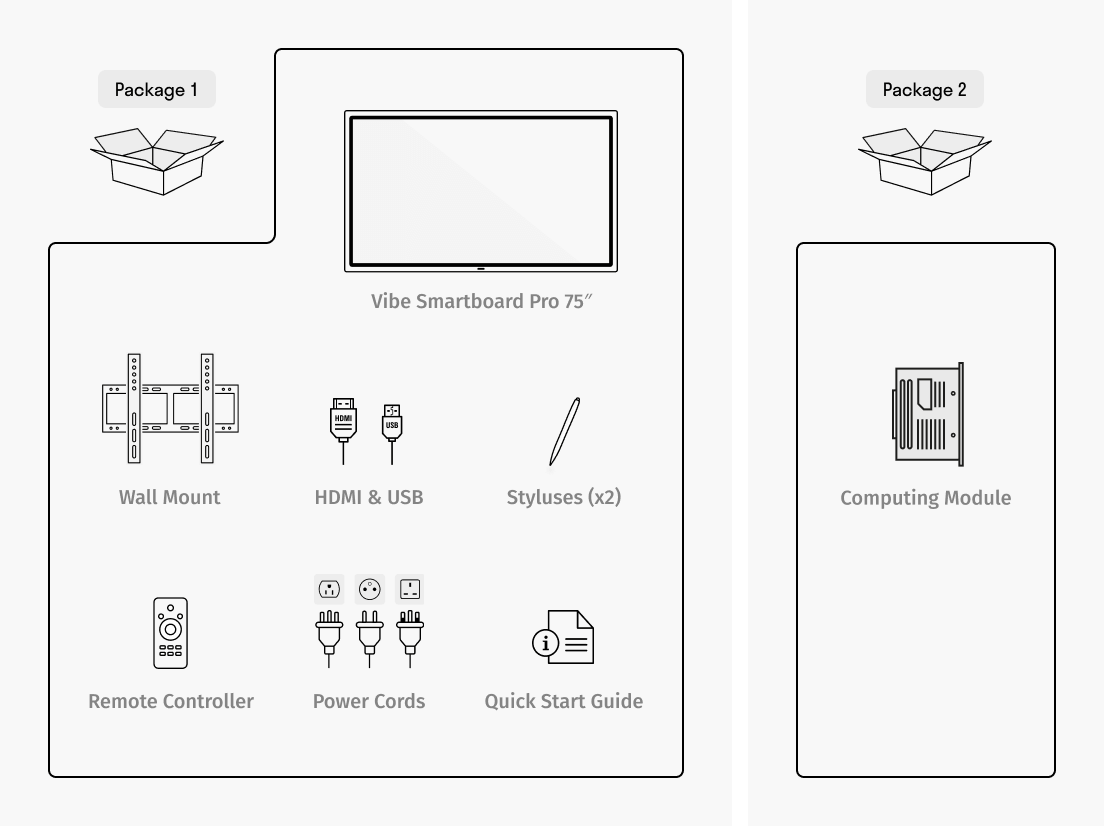 Package 1
Vibe Smartboard Pro 75″
HDMI
USB
Wall Mount
HDMI & USB
Styluses (x2)
Remote Controller
Power Cords
Quick Start Guide
Package 2
Computing Module